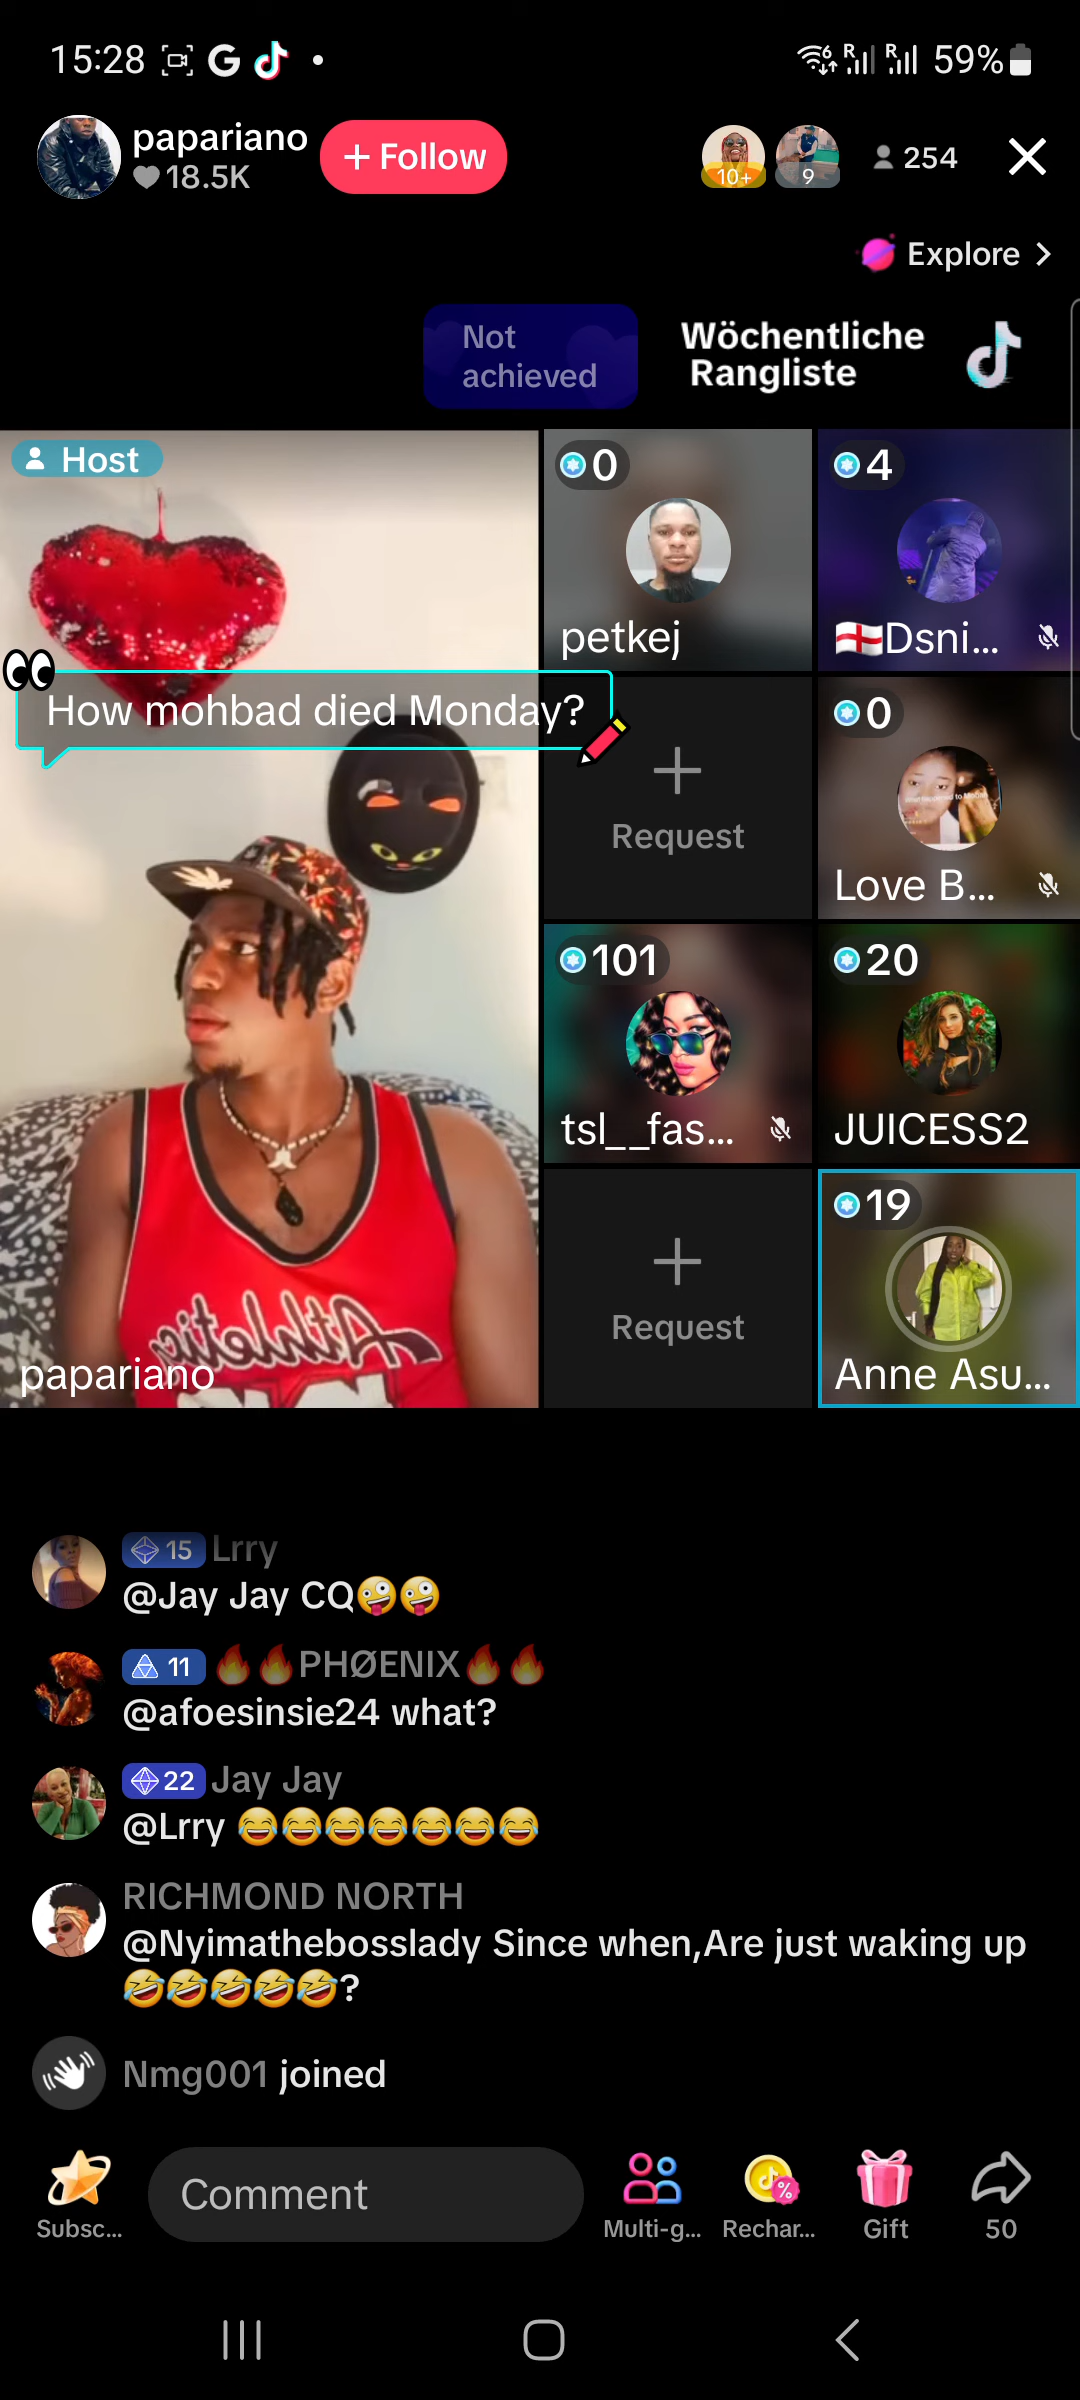 15:28
59%
papariano
18.5K
+ Follow
10+
9
254
Explore
Not
achieved
Wöchentliche
Rangliste
Host
0
petkej
4
Dsni...
How mohbad died Monday?
Request
0
Love B...
101
tsl__fas...
20
JUICESS2
Athletic
papariano
Request
19
Anne Asu...
15 Lrry
@Jay Jay CQ🤪🤪
11 🔥🔥PHØENIX🔥🔥
@afoesinsie24 what?
22 Jay Jay
@Lrry 😂😂😂😂😂😂😂
RICHMOND NORTH
@Nyimathebosslady Since when,Are just waking up
🤣🤣🤣🤣🤣?
Nmg001 joined
Subsc...
Comment
Multi-g...
Rechar...
Gift
50